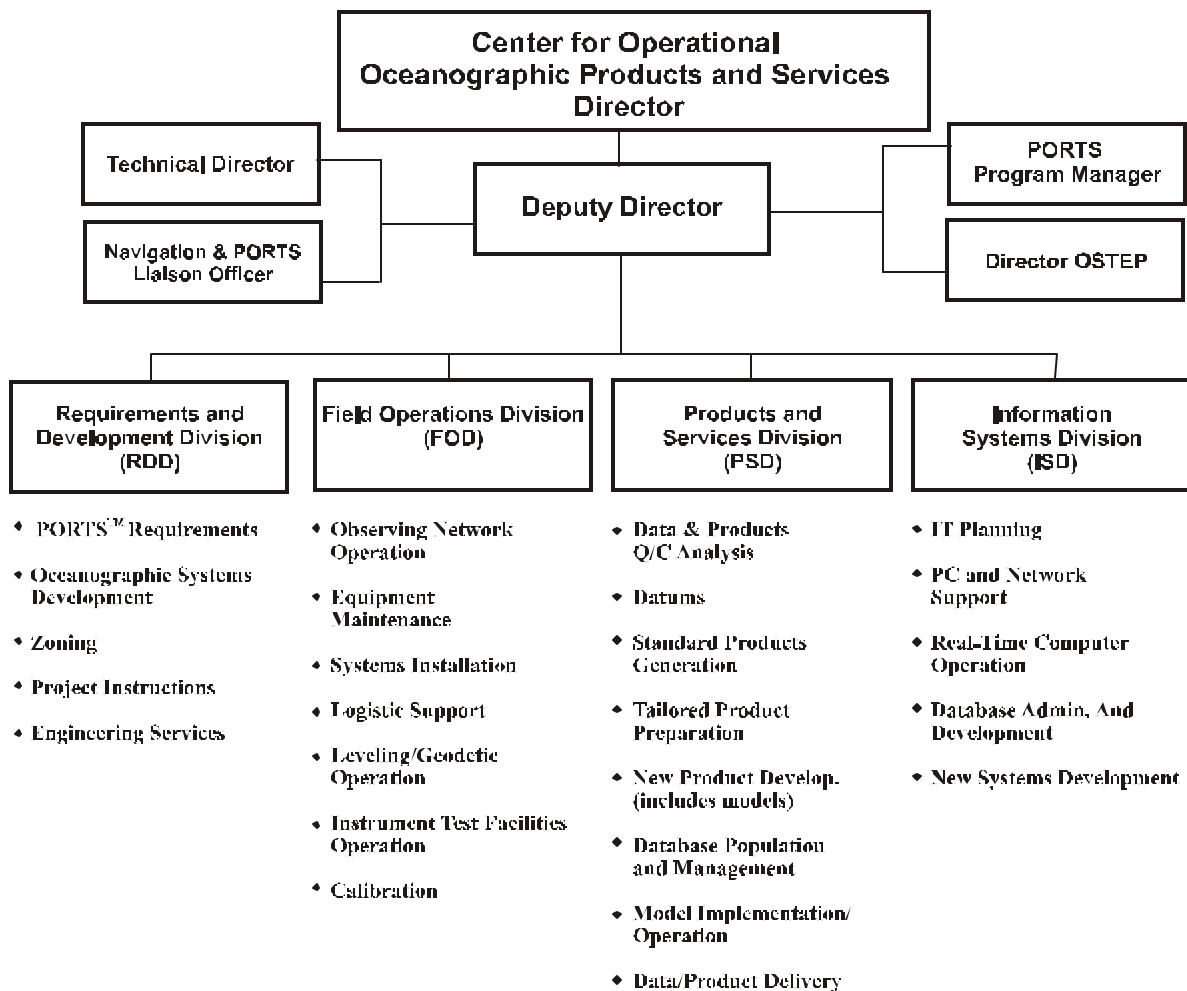 Center for Operational
Oceanographic Products and Services
Director
Technical Director
Navigation & PORTS
Liaison Officer
Deputy Director
PORTS
Program Manager
Director OSTEP
Requirements and
Development Division
(RDD)
Field Operations Division
(FOD)
Products and
Services Division
(PSD)
Information
Systems Division
(ISD)
PORTS™ Requirements
Oceanographic Systems
Development
Zoning
Project Instructions
Engineering Services
Observing Network
Operation
Equipment
Maintenance
Systems Installation
Logistic Support
Leveling/Geodetic
Operation
Instrument Test Facilities
Operation
Calibration
Data & Products
Q/C Analysis
Datums
Standard Products
Generation
Tailored Product
Preparation
New Product Develop.
(includes models)
Database Population
and Management
Model Implementation/
Operation
Data/Product Delivery
IT Planning
PC and Network
Support
Real-Time Computer
Operation
Database Admin, And
Development
New Systems Development